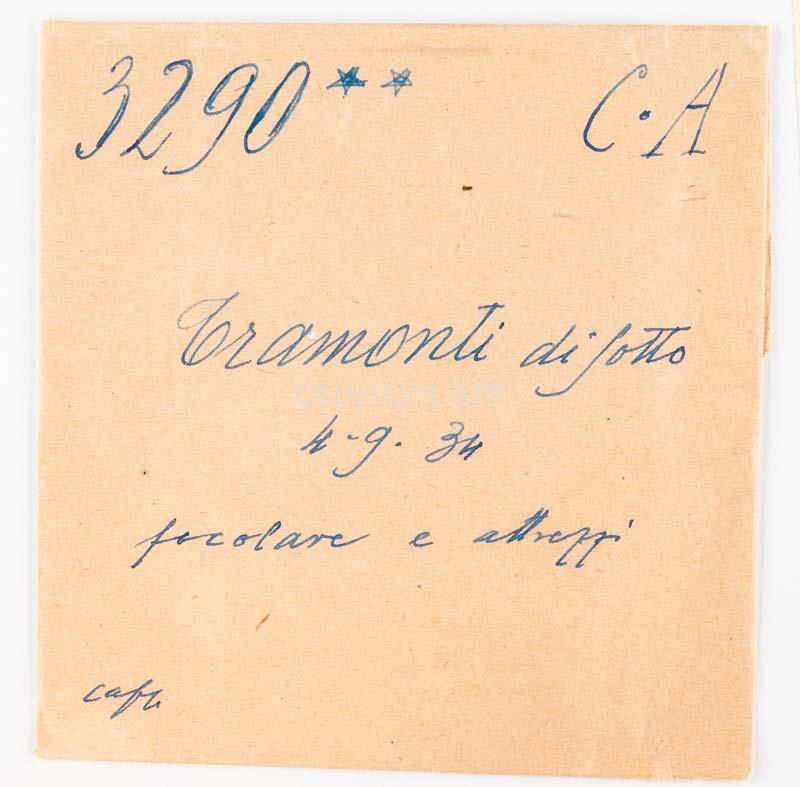 3290** C.A
Tramonti di sotto
4-9.34
focolare e attrezzi